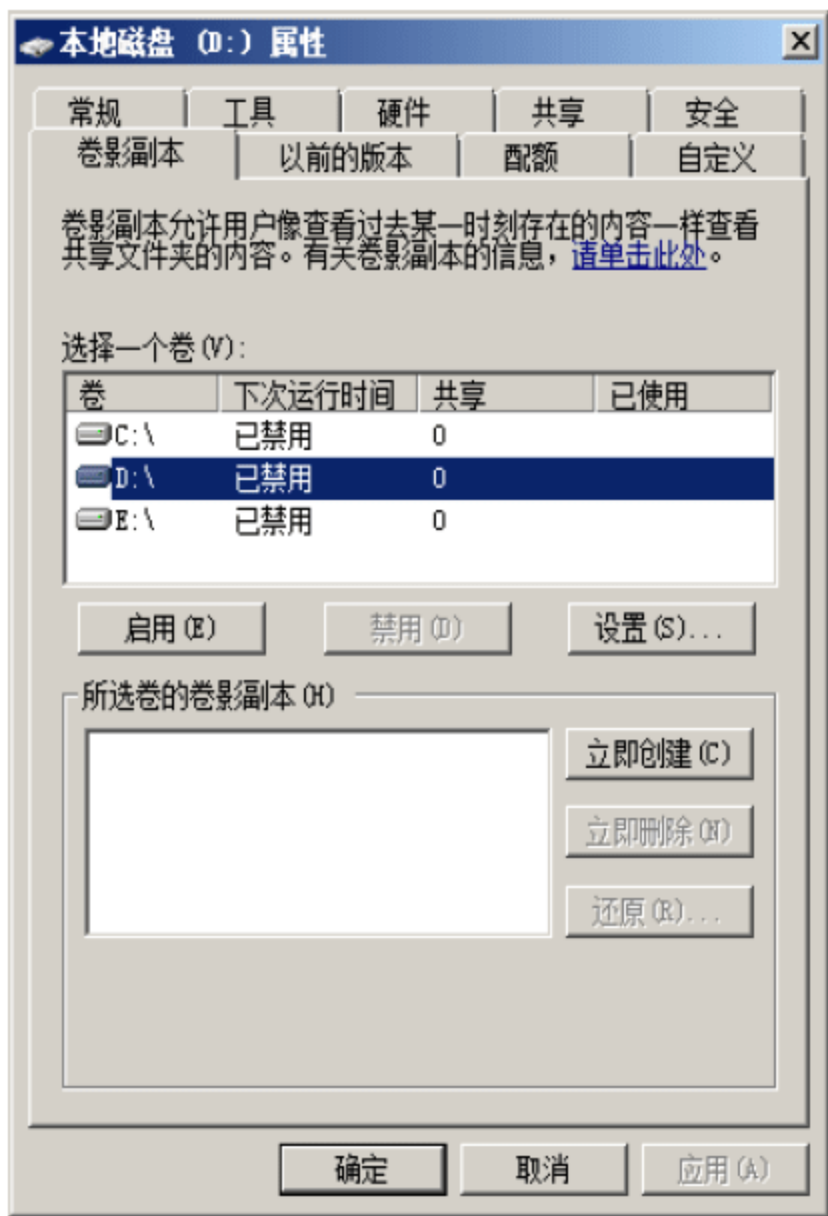 本地磁盘 (D:) 属性
常规 工具 硬件 共享 安全
卷影副本 以前的版本 配额 自定义
卷影副本允许用户像查看过去某一时刻存在的内容一样查看
共享文件夹的内容。有关卷影副本的信息，请单击此处。
选择一个卷(V):
卷 下次运行时间 共享 已使用
C:\ 已禁用 0
D:\ 已禁用 0
E:\ 已禁用 0
启用(E) 禁用(D) 设置(S)...
所选卷的卷影副本(H)
立即创建(C)
立即删除(N)
还原(R)...
确定 取消 应用(A)